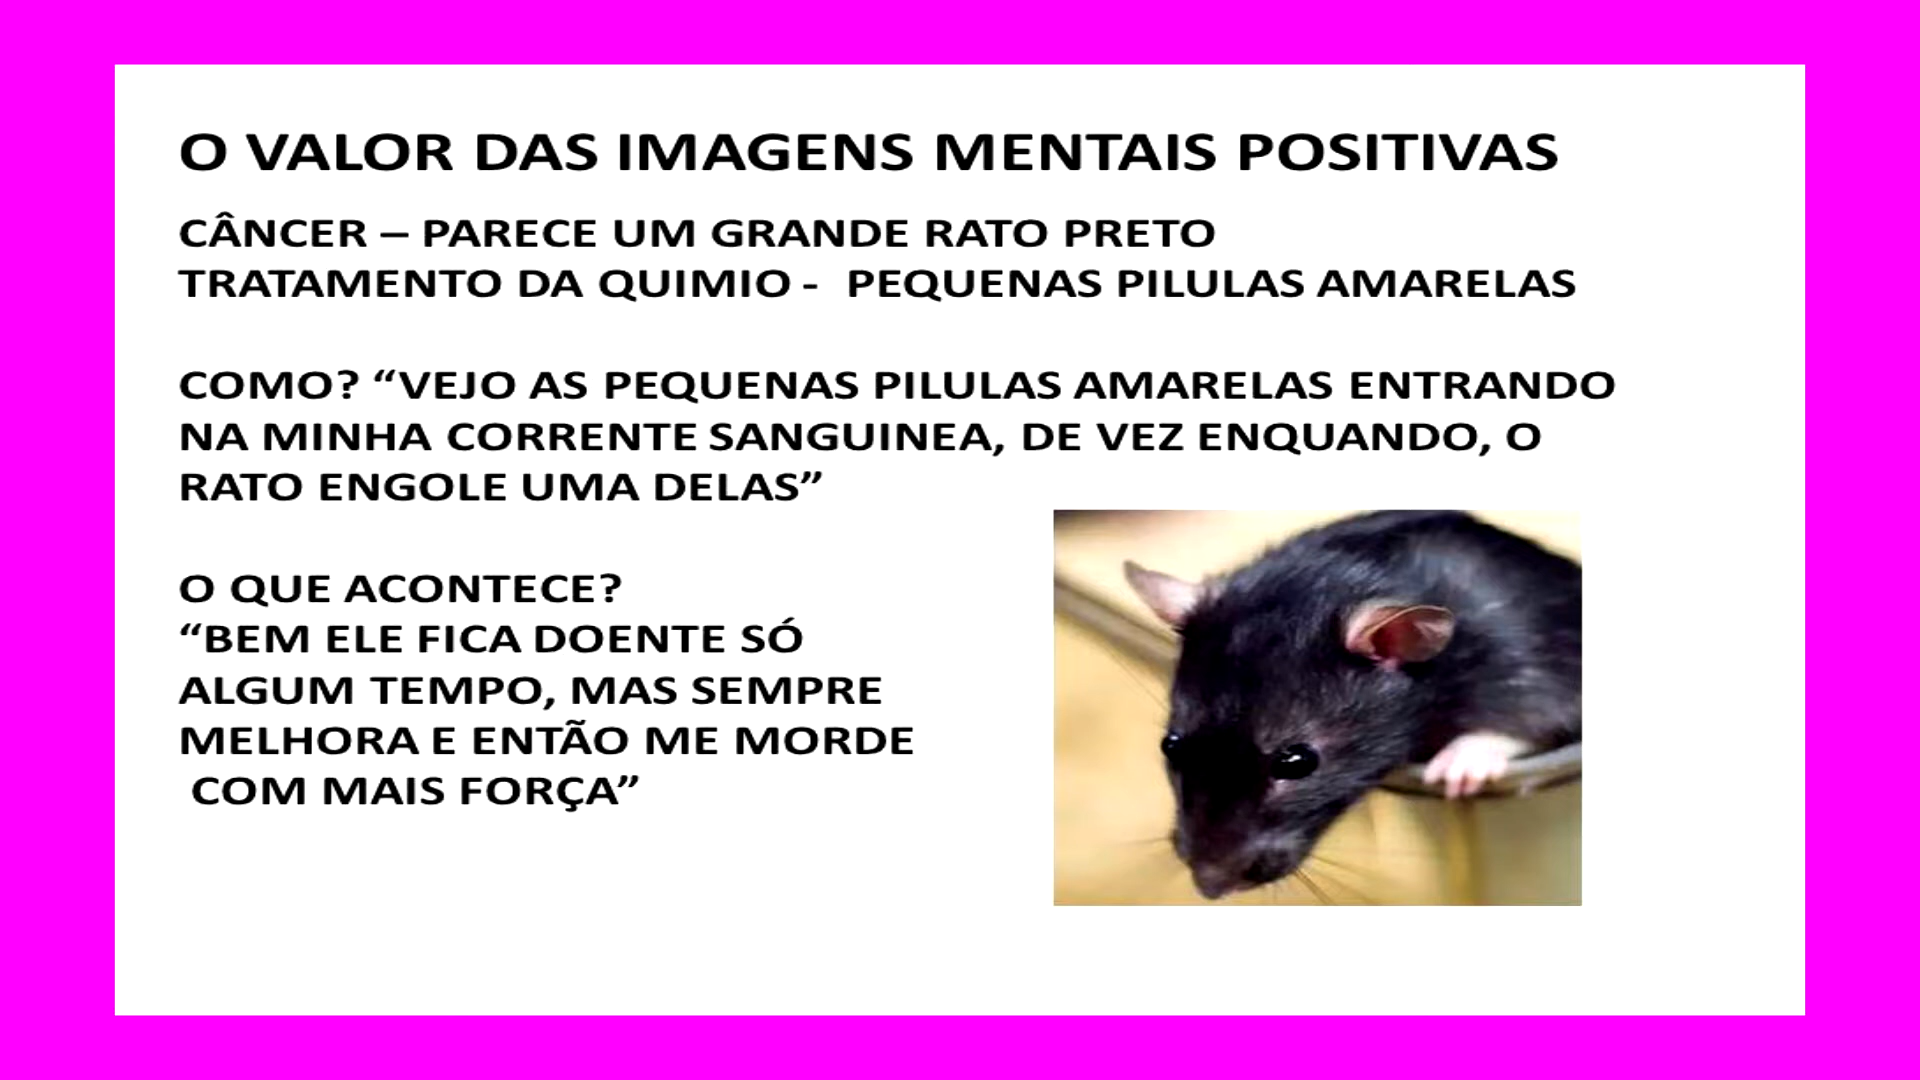 O VALOR DAS IMAGENS MENTAIS POSITIVAS
CÂNCER – PARECE UM GRANDE RATO PRETO
TRATAMENTO DA QUIMIO -  PEQUENAS PILULAS AMARELAS
COMO? “VEJO AS PEQUENAS PILULAS AMARELAS ENTRANDO
NA MINHA CORRENTE SANGUINEA, DE VEZ ENQUANDO, O
RATO ENGOLE UMA DELAS”
O QUE ACONTECE?
“BEM ELE FICA DOENTE SÓ
ALGUM TEMPO, MAS SEMPRE
MELHORA E ENTÃO ME MORDE
COM MAIS FORÇA”